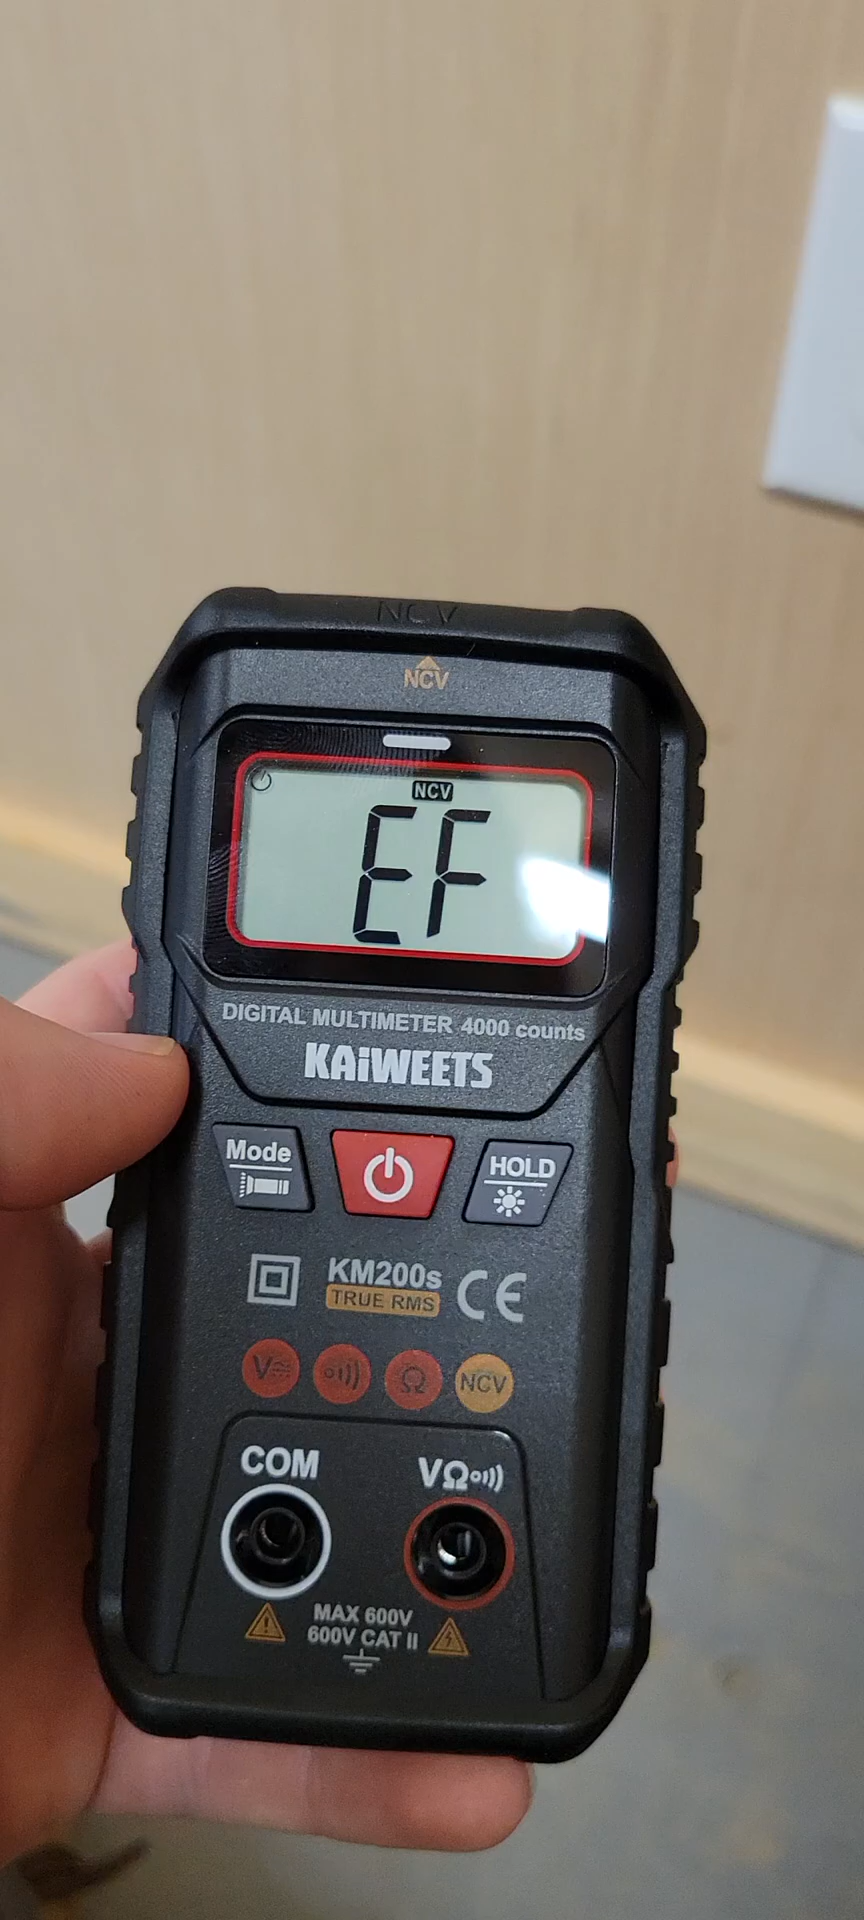 NCV
NCV
NCV
EF
DIGITAL MULTIMETER 4000 counts
KAiWEETS
Mode
HOLD
KM200s
TRUE RMS
CE
V Ω NCV
COM
VΩ
MAX 600V
600V CAT II